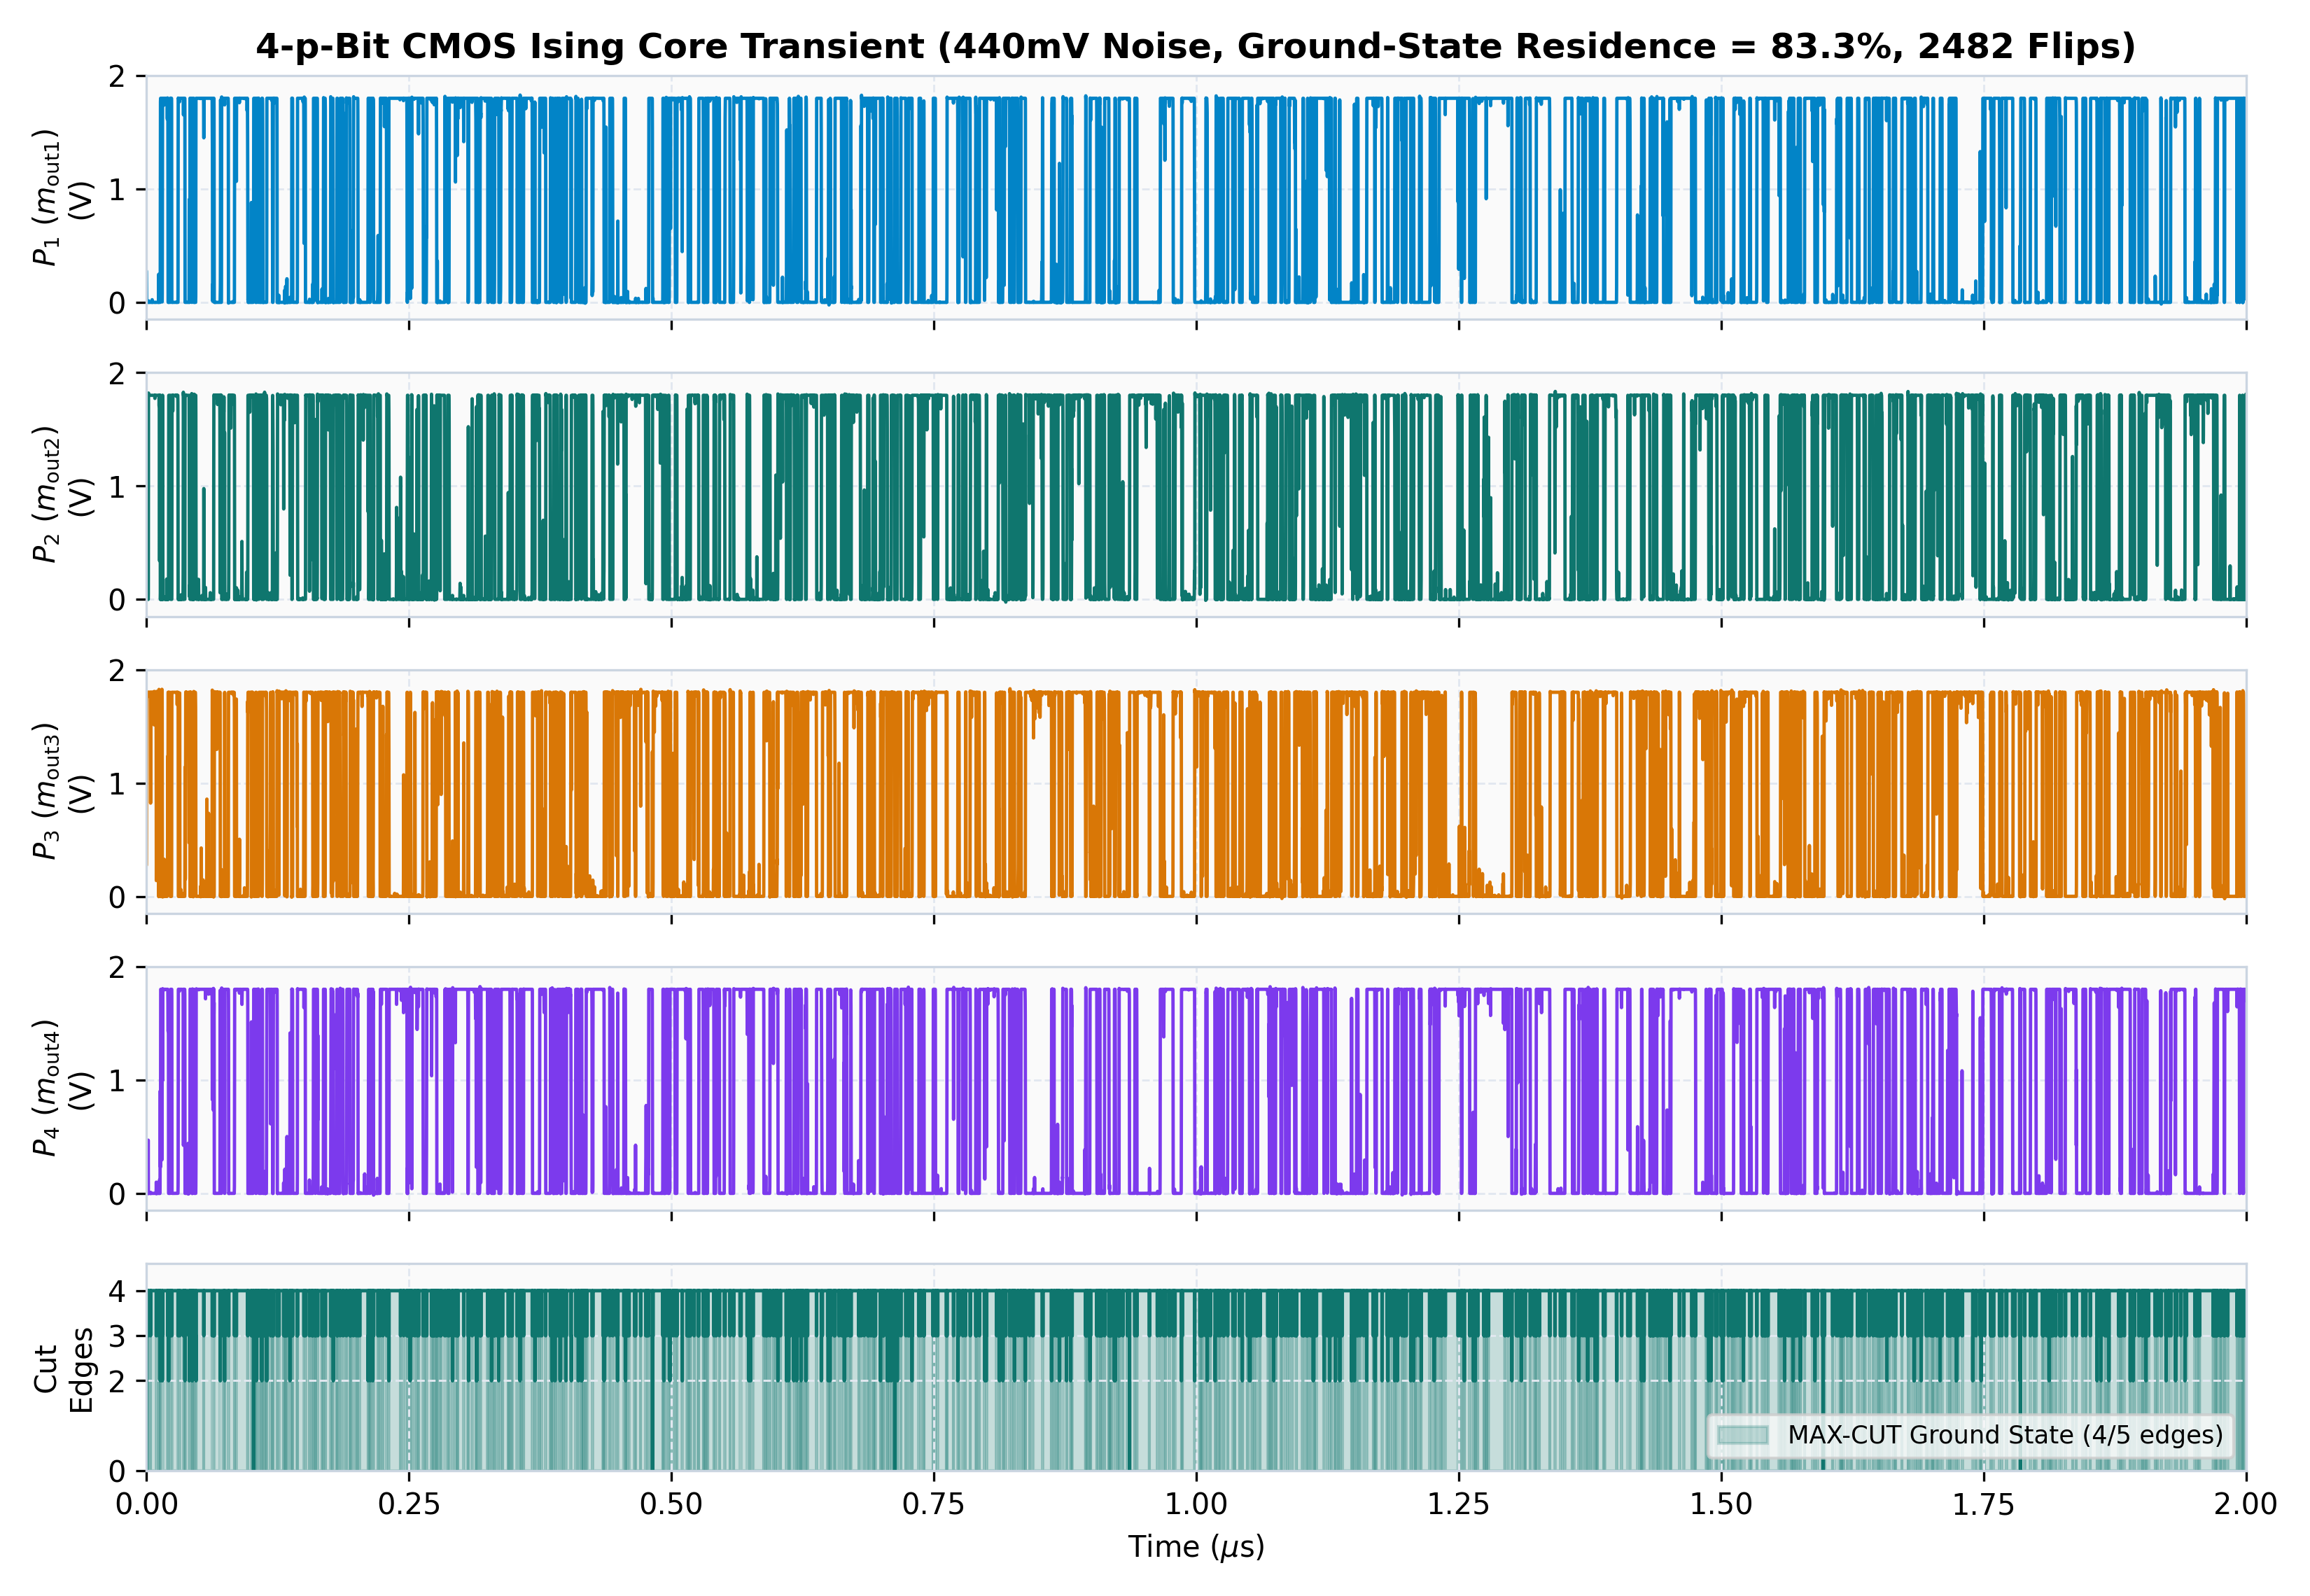 4-p-Bit CMOS Ising Core Transient (440mV Noise, Ground-State Residence = 83.3%, 2482 Flips)
2
1
0
P1 (mout1)
(V)
2
1
0
P2 (mout2)
(V)
2
1
0
P3 (mout3)
(V)
2
1
0
P4 (mout4)
(V)
4
3
2
0
Cut
Edges
MAX-CUT Ground State (4/5 edges)
0.00 0.25 0.50 0.75 1.00 1.25 1.50 1.75 2.00
Time (μs)